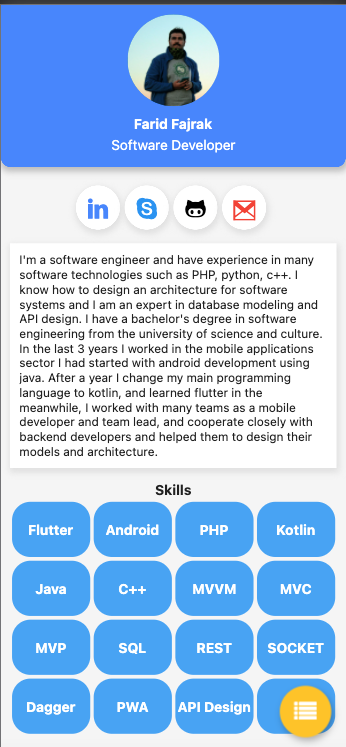 Farid Fajrak
Software Developer
in
S
I'm a software engineer and have experience in many
software technologies such as PHP, python, c++. I
know how to design an architecture for software
systems and I am an expert in database modeling and
API design. I have a bachelor's degree in software
engineering from the university of science and culture.
In the last 3 years I worked in the mobile applications
sector I had started with android development using
java. After a year I change my main programming
language to kotlin, and learned flutter in the
meanwhile, I worked with many teams as a mobile
developer and team lead, and cooperate closely with
backend developers and helped them to design their
models and architecture.
Skills
Flutter Android PHP Kotlin
Java C++ MVVM MVC
MVP SQL REST SOCKET
Dagger PWA API Design